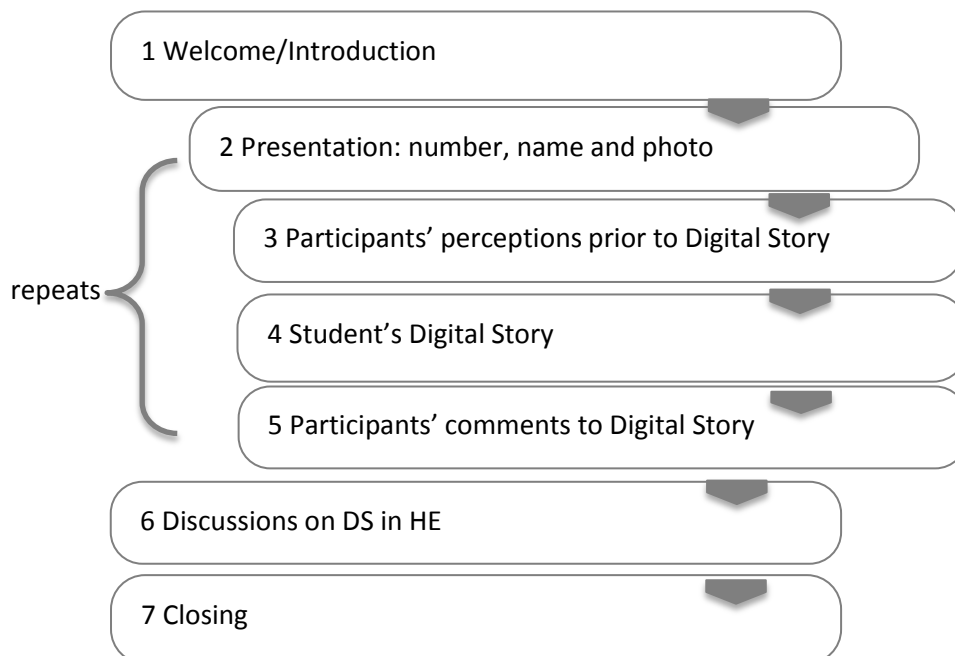 1 Welcome/Introduction
2 Presentation: number, name and photo
3 Participants’ perceptions prior to Digital Story
repeats
4 Student’s Digital Story
5 Participants’ comments to Digital Story
6 Discussions on DS in HE
7 Closing